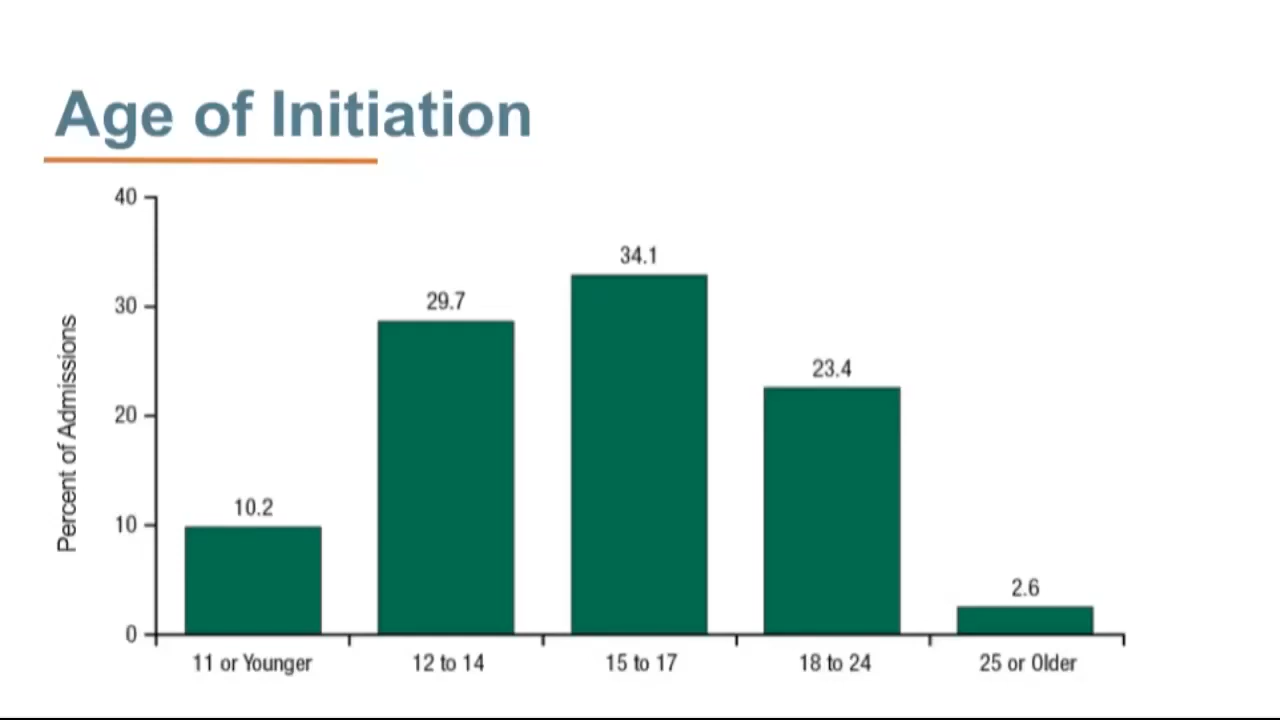 Age of Initiation
40
30
20
10
0
Percent of Admissions
10.2
29.7
34.1
23.4
2.6
11 or Younger
12 to 14
15 to 17
18 to 24
25 or Older